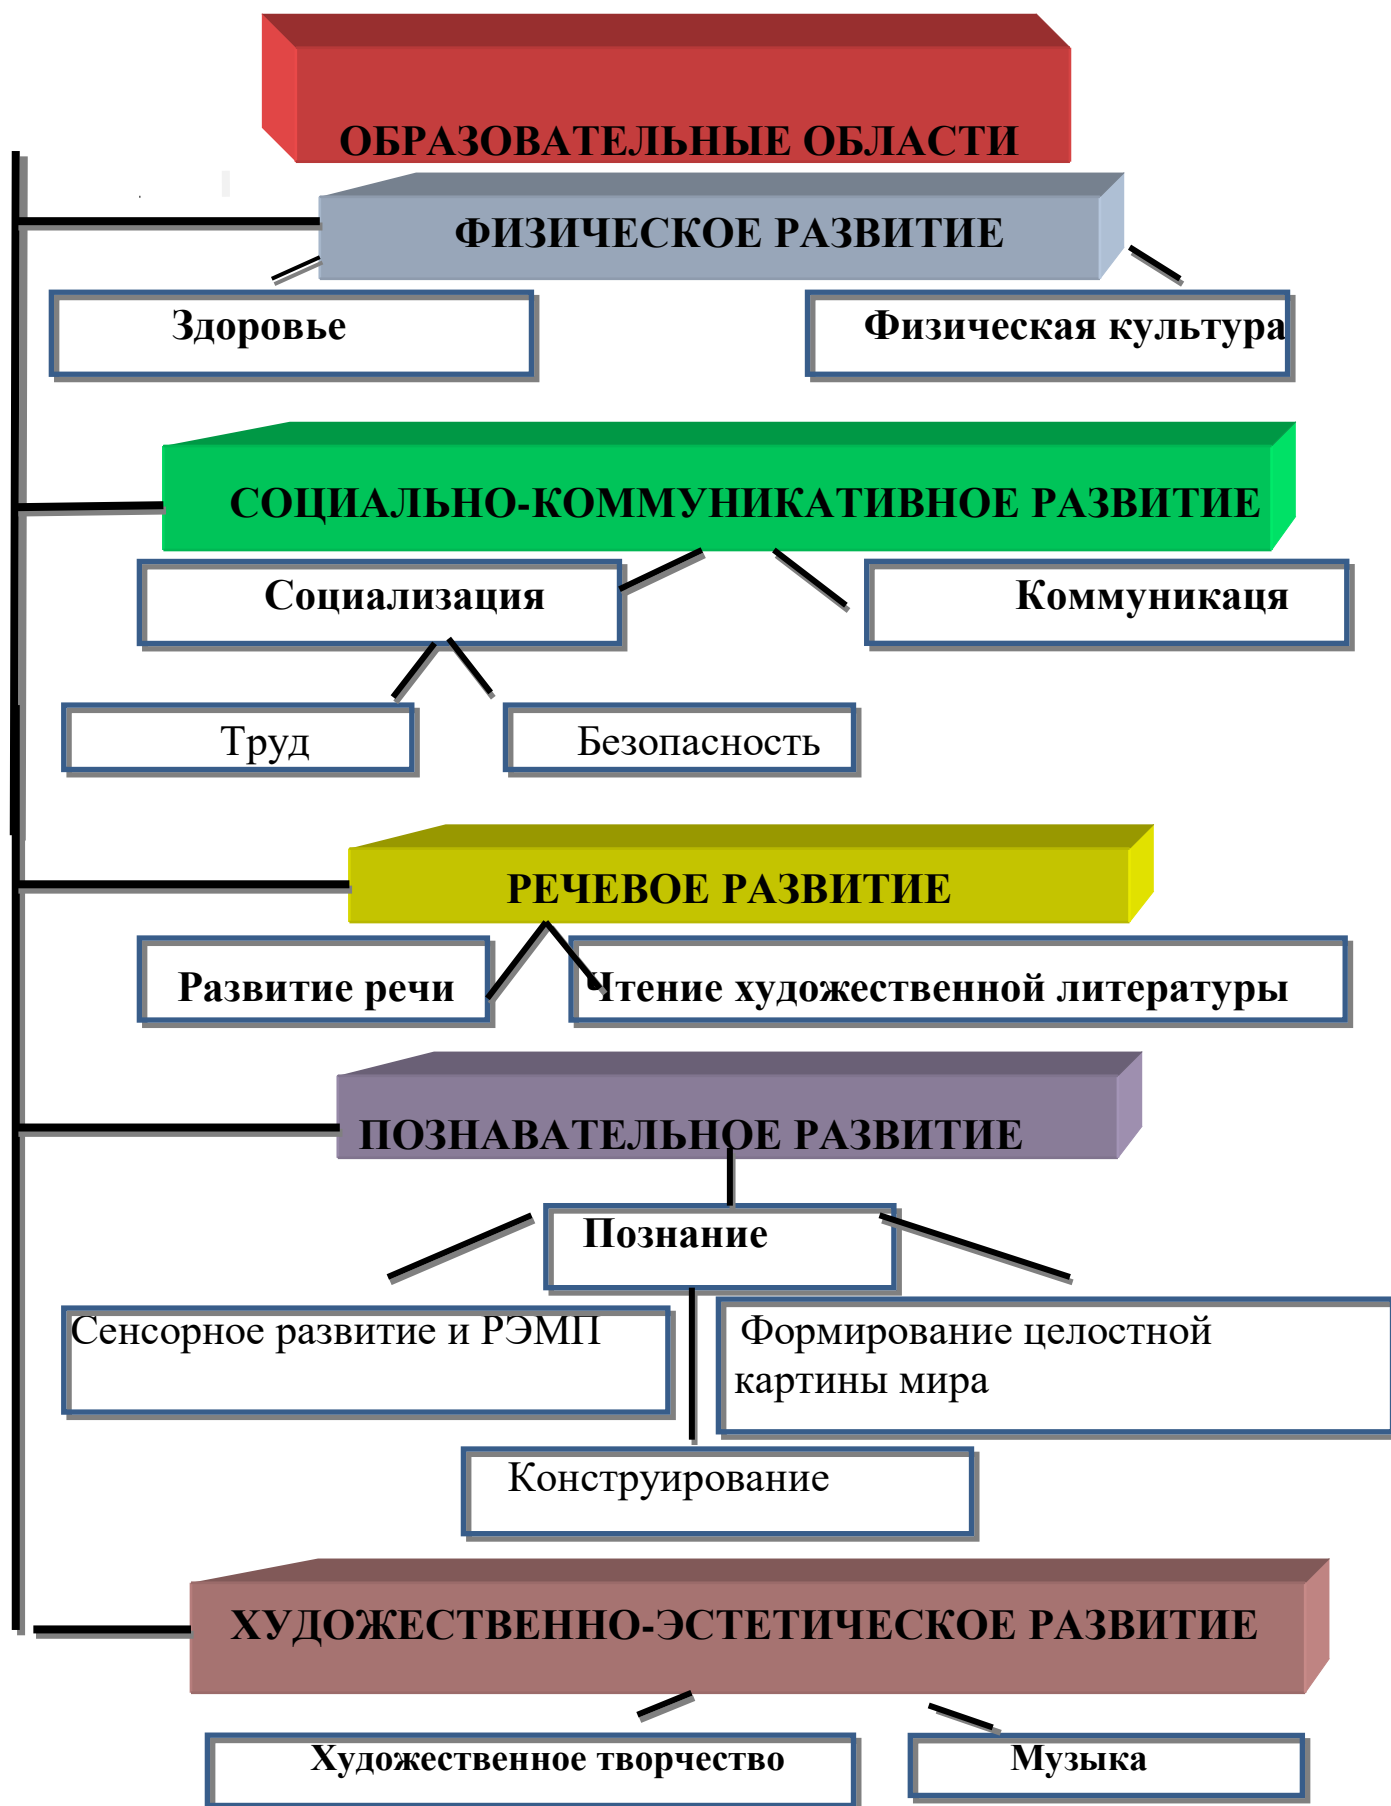 ОБРАЗОВАТЕЛЬНЫЕ ОБЛАСТИ
ФИЗИЧЕСКОЕ РАЗВИТИЕ
Здоровье
Физическая культура
СОЦИАЛЬНО-КОММУНИКАТИВНОЕ РАЗВИТИЕ
Социализация
Коммуникаця
Труд
Безопасность
РЕЧЕВОЕ РАЗВИТИЕ
Развитие речи
Чтение художественной литературы
ПОЗНАВАТЕЛЬНОЕ РАЗВИТИЕ
Познание
Сенсорное развитие и РЭМП
Формирование целостной
картины мира
Конструирование
ХУДОЖЕСТВЕННО-ЭСТЕТИЧЕСКОЕ РАЗВИТИЕ
Художественное творчество
Музыка